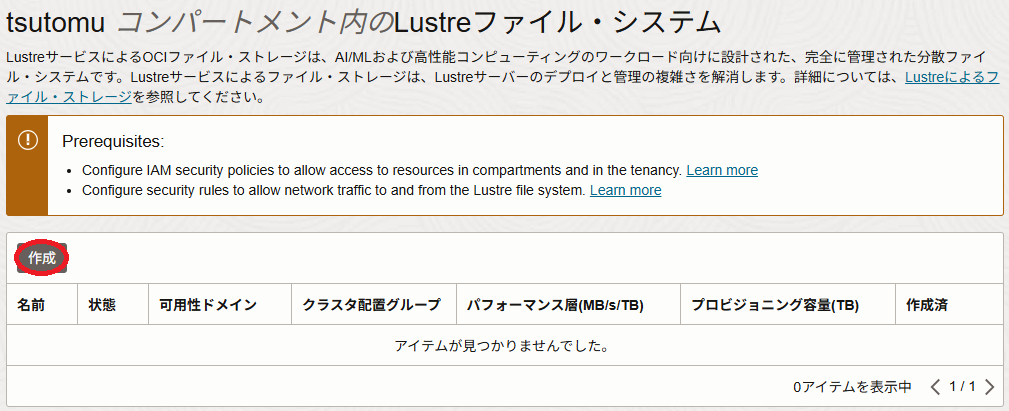 tsutomu コンパートメント内のLustreファイル・システム
LustreサービスによるOCIファイル・ストレージは、AI/MLおよび高性能コンピューティングのワークロード向けに設計された、完全に管理された分散ファイ
ル・システムです。Lustreサービスによるファイル・ストレージは、Lustreサーバーのデプロイと管理の複雑さを解消します。詳細については、Lustreによるフ
ァイル・ストレージを参照してください。
Prerequisites:
• Configure IAM security policies to allow access to resources in compartments and in the tenancy. Learn more
• Configure security rules to allow network traffic to and from the Lustre file system. Learn more
作成
名前 状態 可用性ドメイン クラスタ配置グループ パフォーマンス層(MB/s/TB) プロビジョニング容量(TB) 作成済
アイテムが見つかりませんでした。
0アイテムを表示中 1 / 1